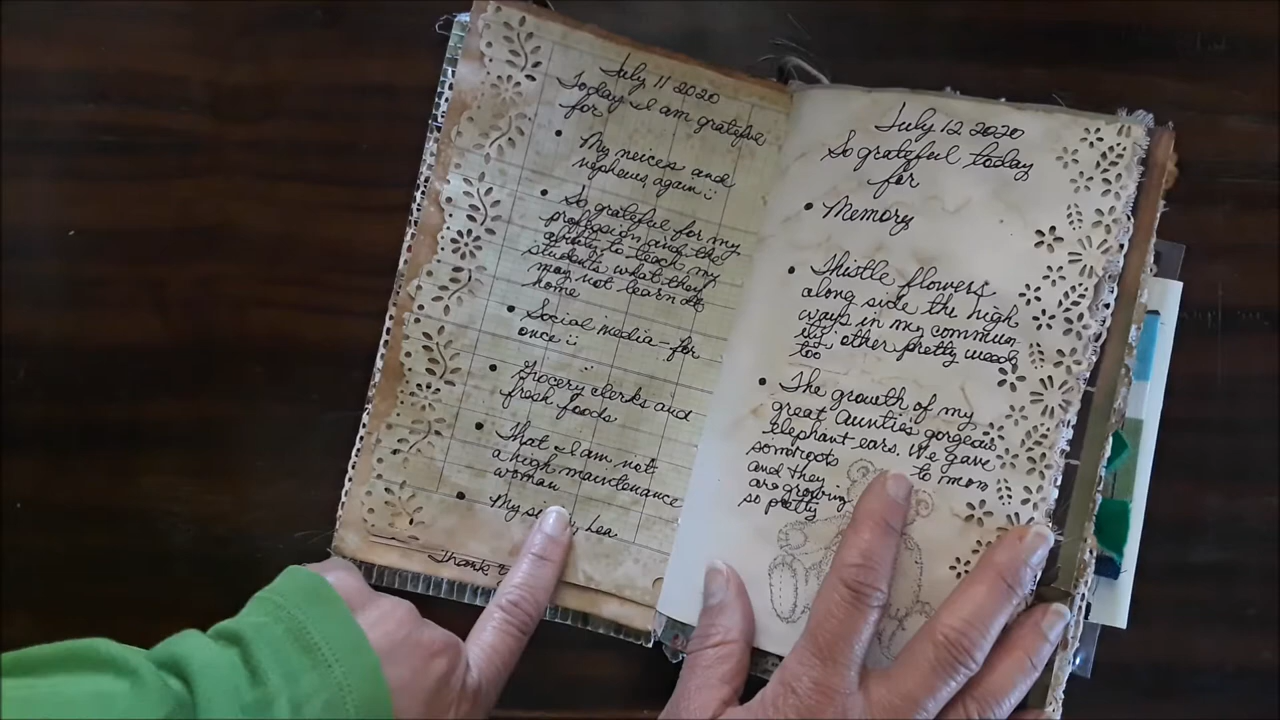 July 11 2020
Today I am grateful
for
• My neices and
nephews, again
• So grateful for my
proffesion and the
ability to teach my
students what they
may not learn at
home
• Social media - for
once
• Grocery clerks and
fresh foods
• That I am not
a high maintenance
woman
• My
Thank
July 12 2020
So grateful today
for
• Memory
• Thistle flowers
along side the high
ways in my commun-
ity, other pretty weeds
too
• The growth of my
great Aunties gorgeous
elephant ears. We gave
som roots to mom
and they
are growing
so pretty